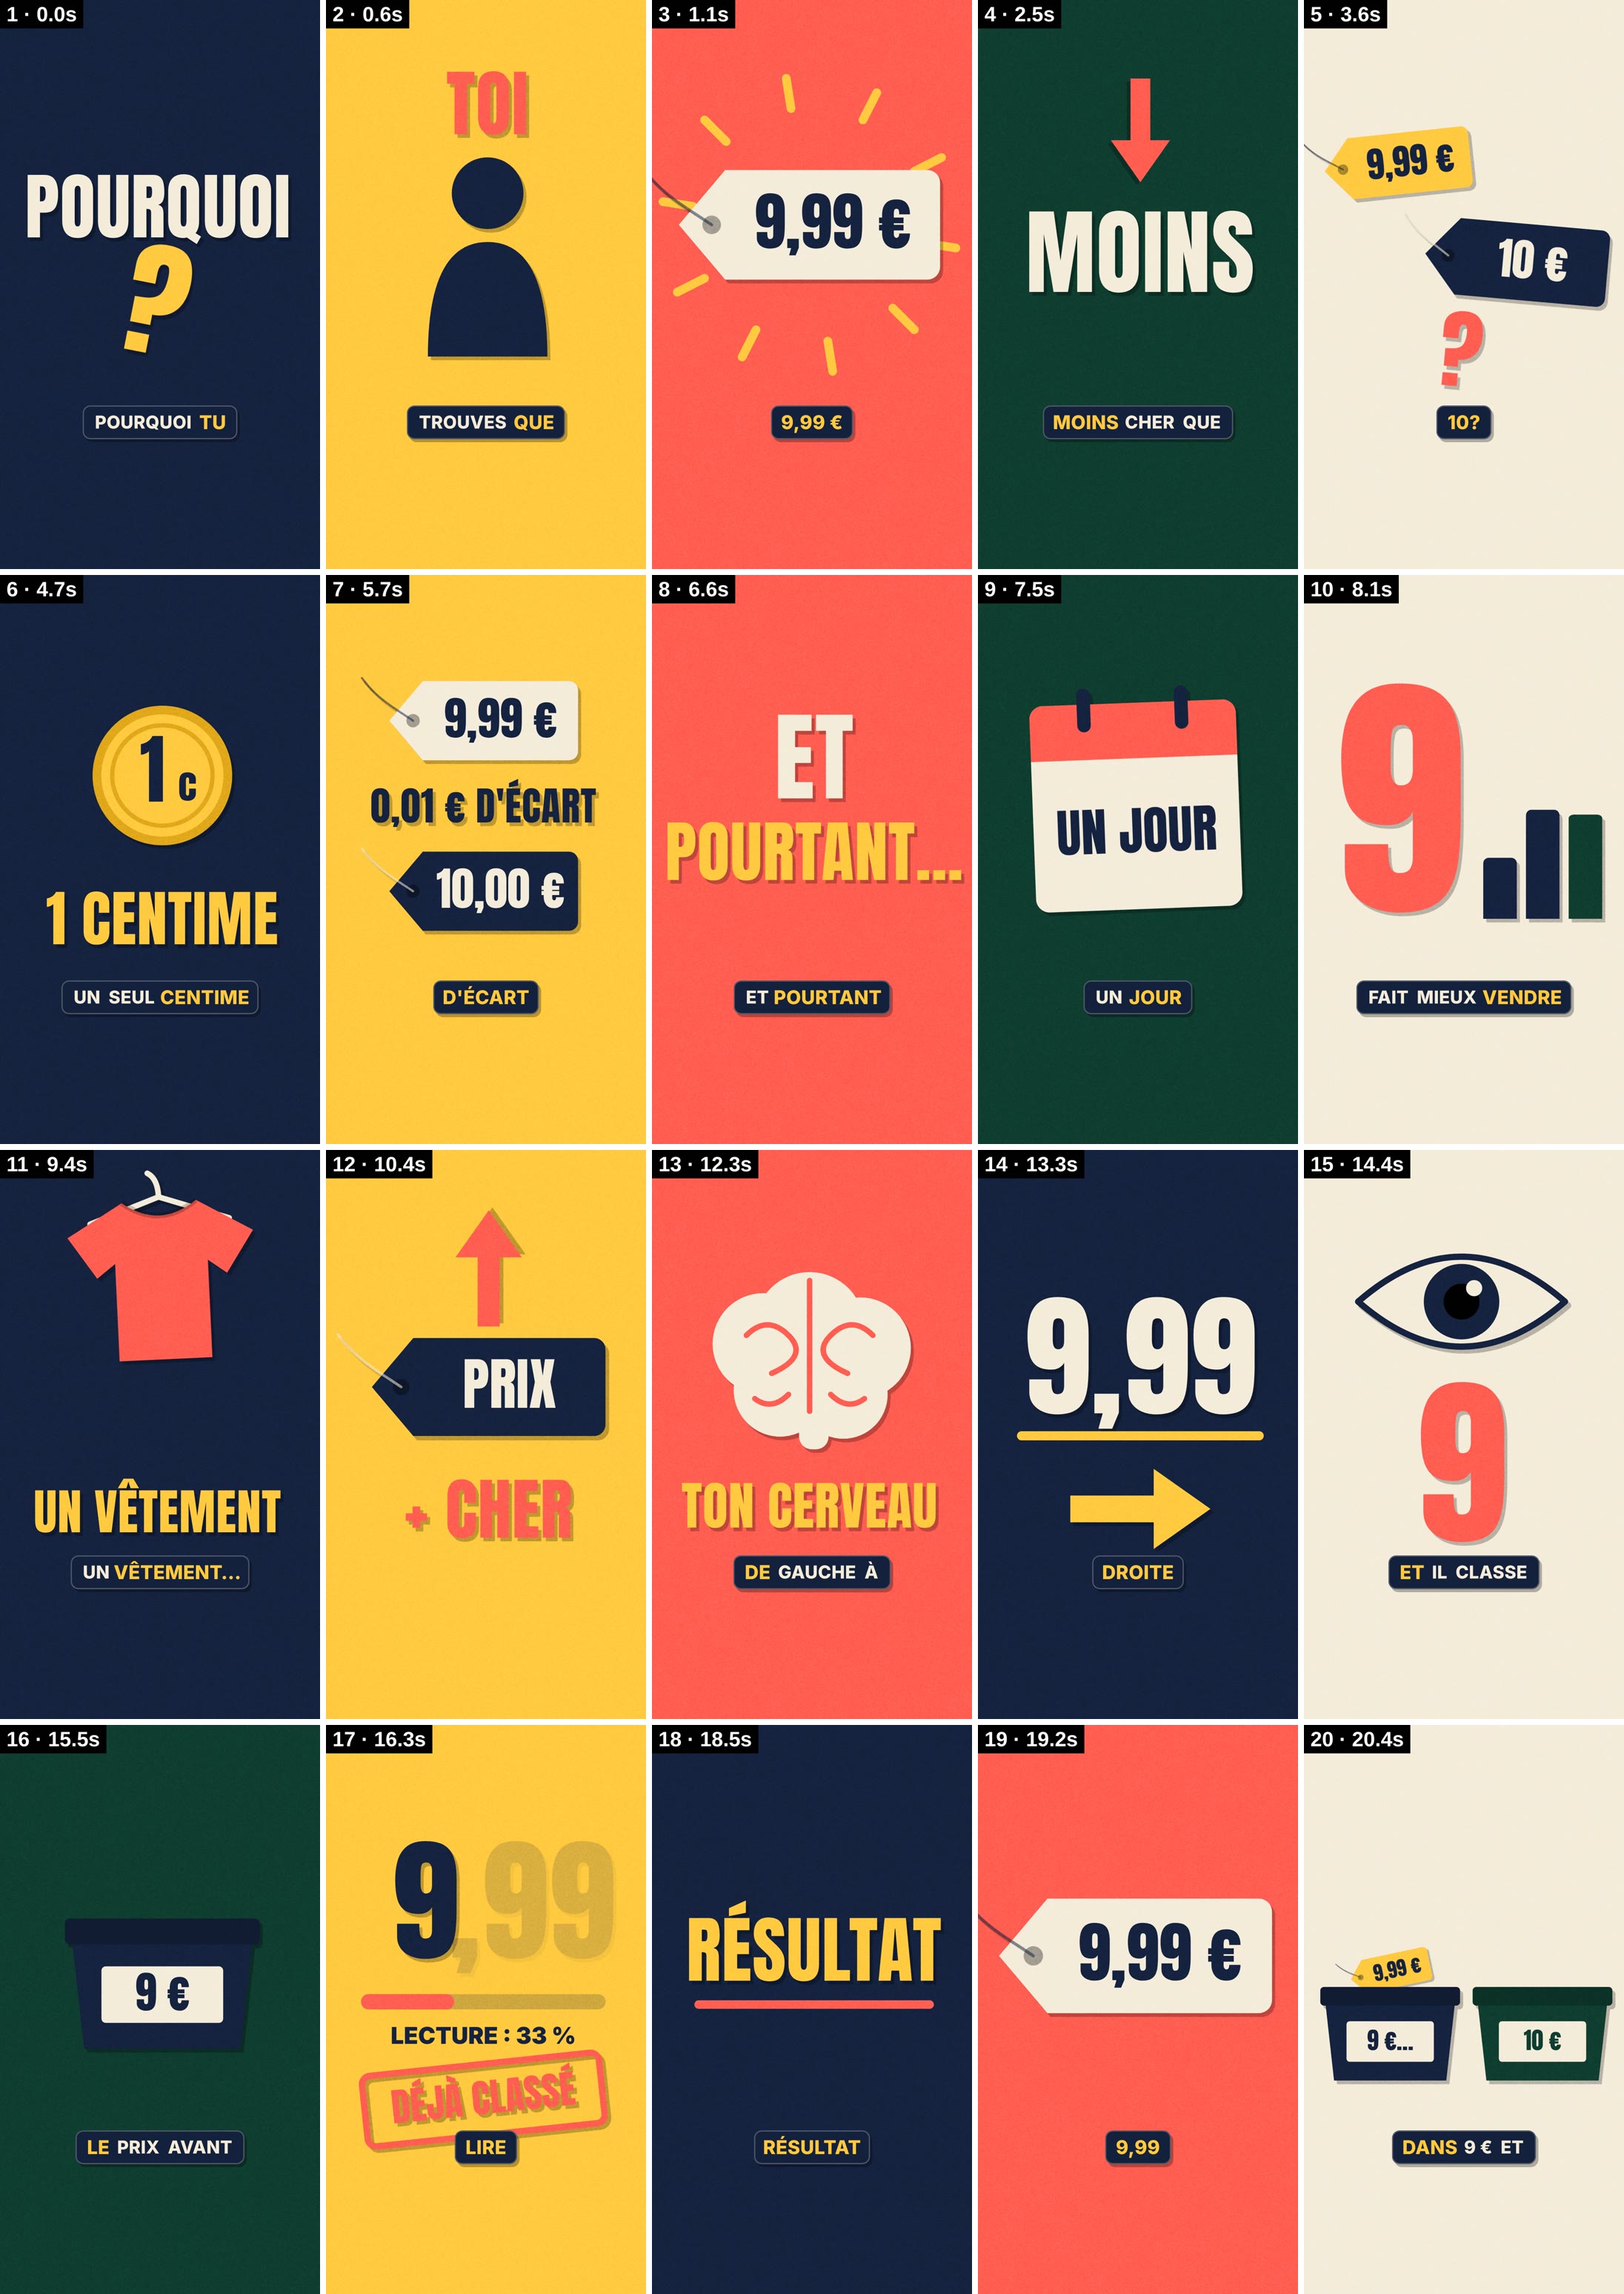 1 · 0.0s
POURQUOI
?
POURQUOI TU
2 · 0.6s
TOI
TROUVES QUE
3 · 1.1s
9,99 €
9,99 €
4 · 2.5s
MOINS
MOINS CHER QUE
5 · 3.6s
9,99 €
10 €
?
10?
6 · 4.7s
1 c
1 CENTIME
UN SEUL CENTIME
7 · 5.7s
9,99 €
0,01 € D'ÉCART
10,00 €
D'ÉCART
8 · 6.6s
ET
POURTANT...
ET POURTANT
9 · 7.5s
UN JOUR
UN JOUR
10 · 8.1s
9
FAIT MIEUX VENDRE
11 · 9.4s
UN VÊTEMENT
UN VÊTEMENT...
12 · 10.4s
PRIX
+ CHER
13 · 12.3s
TON CERVEAU
DE GAUCHE À
14 · 13.3s
9,99
DROITE
15 · 14.4s
9
ET IL CLASSE
16 · 15.5s
9 €
LE PRIX AVANT
17 · 16.3s
9,99
LECTURE : 33 %
DÉJÀ CLASSÉ
LIRE
18 · 18.5s
RÉSULTAT
RÉSULTAT
19 · 19.2s
9,99 €
9,99
20 · 20.4s
9,99 €
9 €...
10 €
DANS 9 € ET